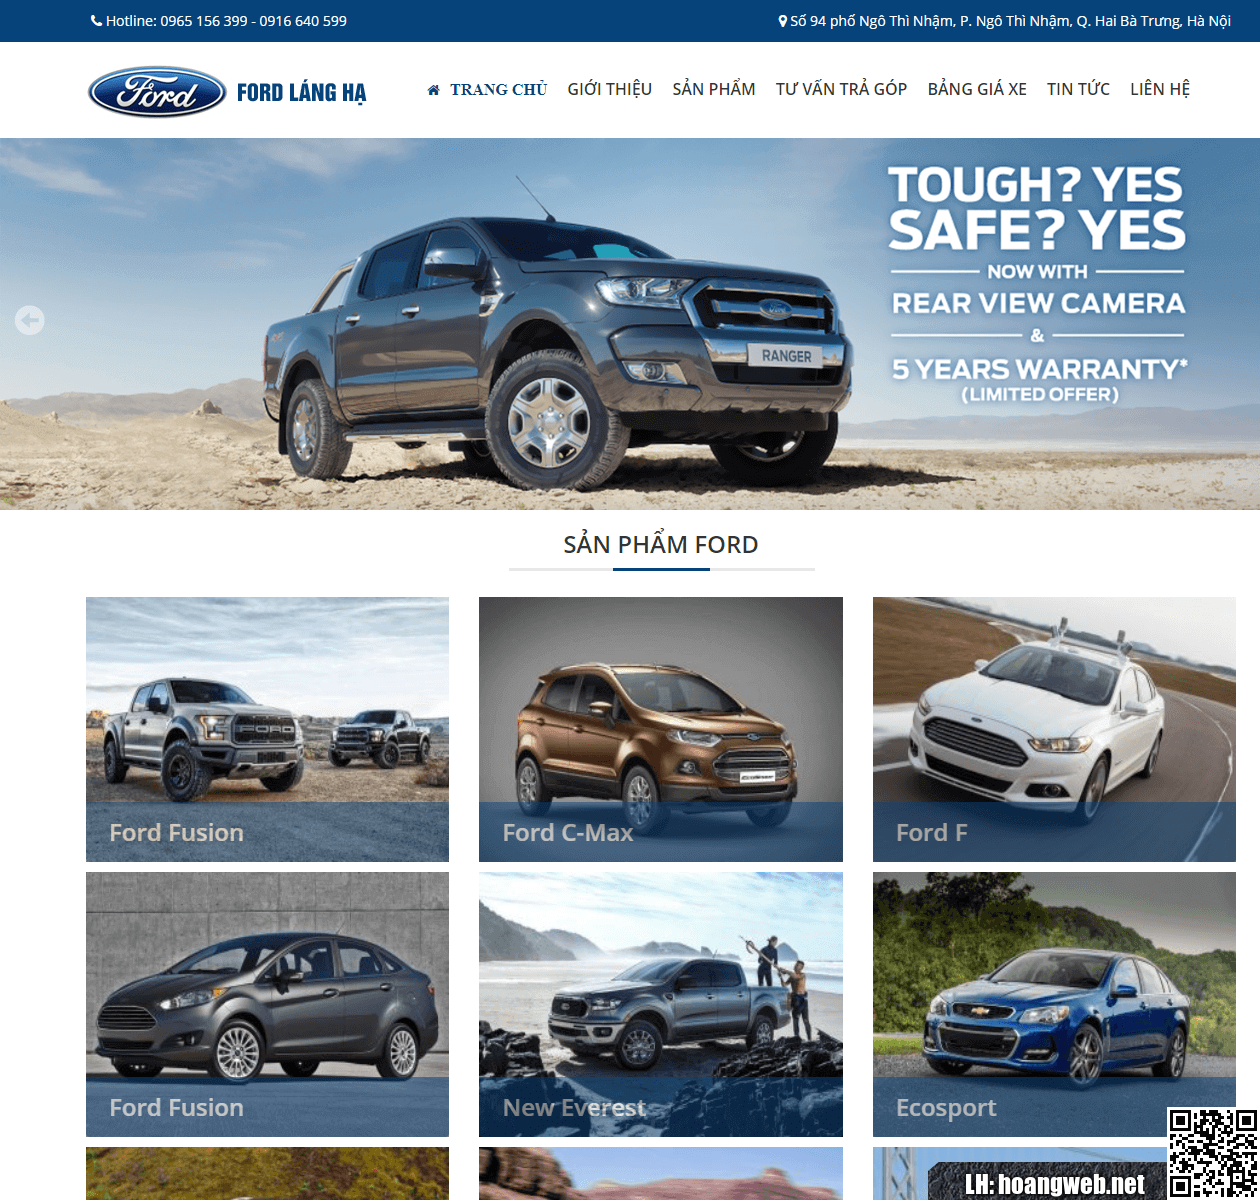 Hotline: 0965 156 399 - 0916 640 599
Số 94 phố Ngô Thì Nhậm, P. Ngô Thì Nhậm, Q. Hai Bà Trưng, Hà Nội
Ford
FORD LÁNG HẠ
TRANG CHỦ
GIỚI THIỆU
SẢN PHẨM
TƯ VẤN TRẢ GÓP
BẢNG GIÁ XE
TIN TỨC
LIÊN HỆ
TOUGH? YES
SAFE? YES
NOW WITH
REAR VIEW CAMERA
&
5 YEARS WARRANTY*
(LIMITED OFFER)
Ford
RANGER
SẢN PHẨM FORD
Ford Fusion
Ford C-Max
Ford F
Ford Fusion
New Everest
Ecosport
LH: hoangweb.net